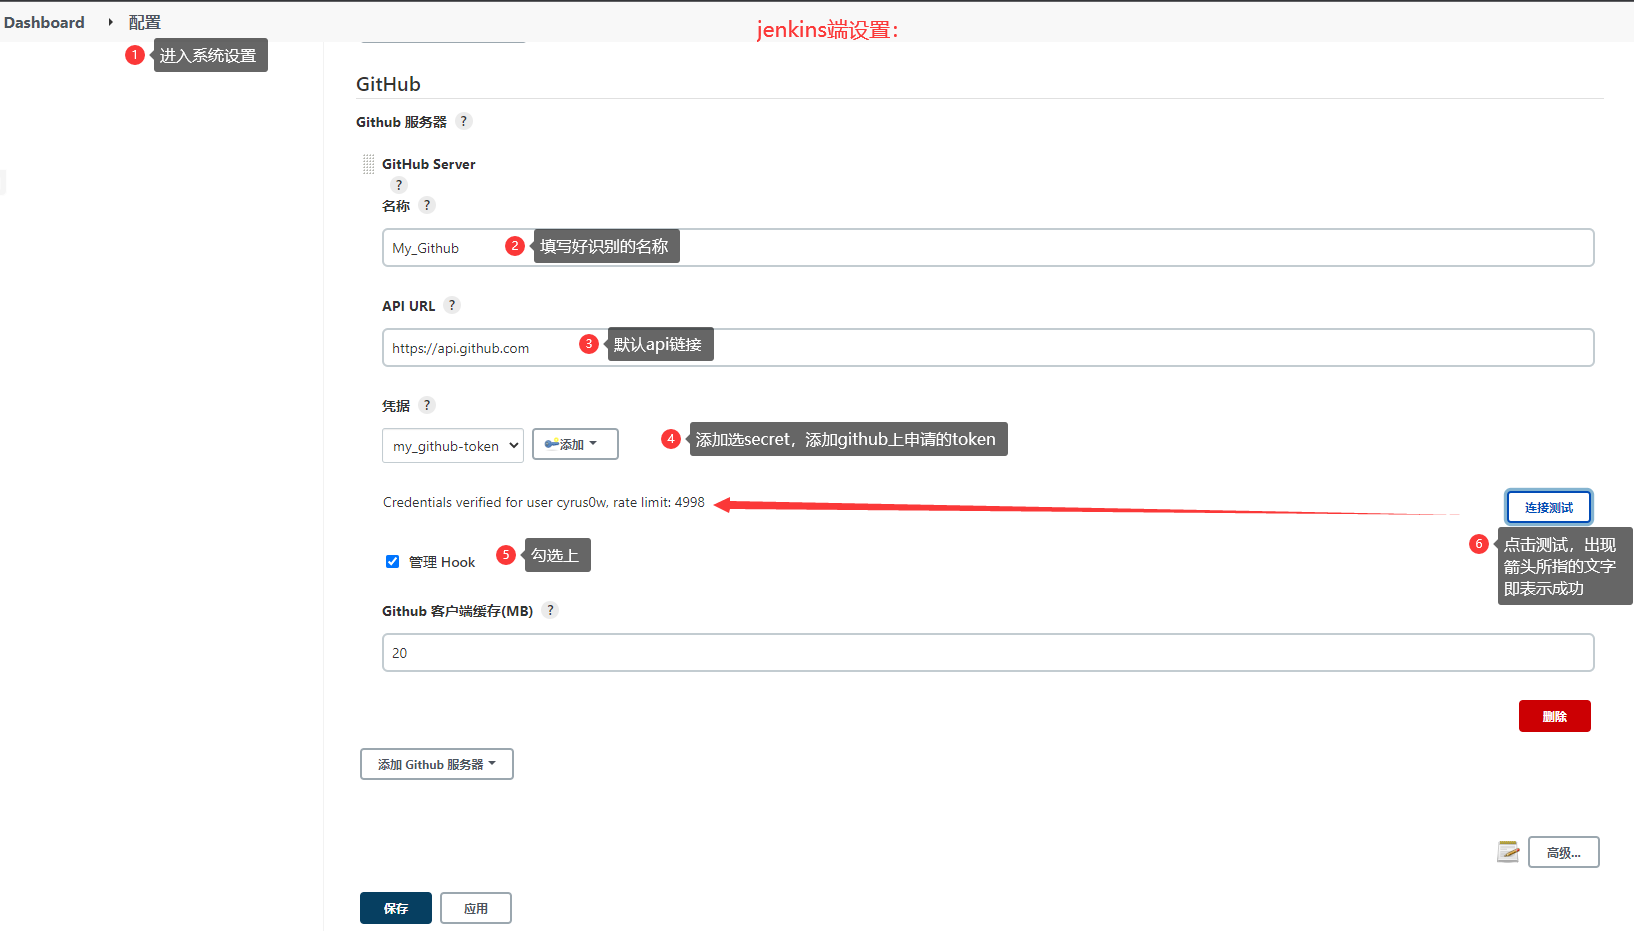 Dashboard 配置
jenkins端设置：
1 进入系统设置
GitHub
Github 服务器 ?
GitHub Server
?
名称 ?
My_Github
2 填写好识别的名称
API URL ?
https://api.github.com
3 默认api链接
凭据 ?
my_github-token
添加
4 添加选secret，添加github上申请的token
Credentials verified for user cyrus0w, rate limit: 4998
连接测试
6 点击测试，出现
箭头所指的文字
即表示成功
管理 Hook
5 勾选上
Github 客户端缓存(MB) ?
20
删除
添加 Github 服务器
高级...
保存
应用